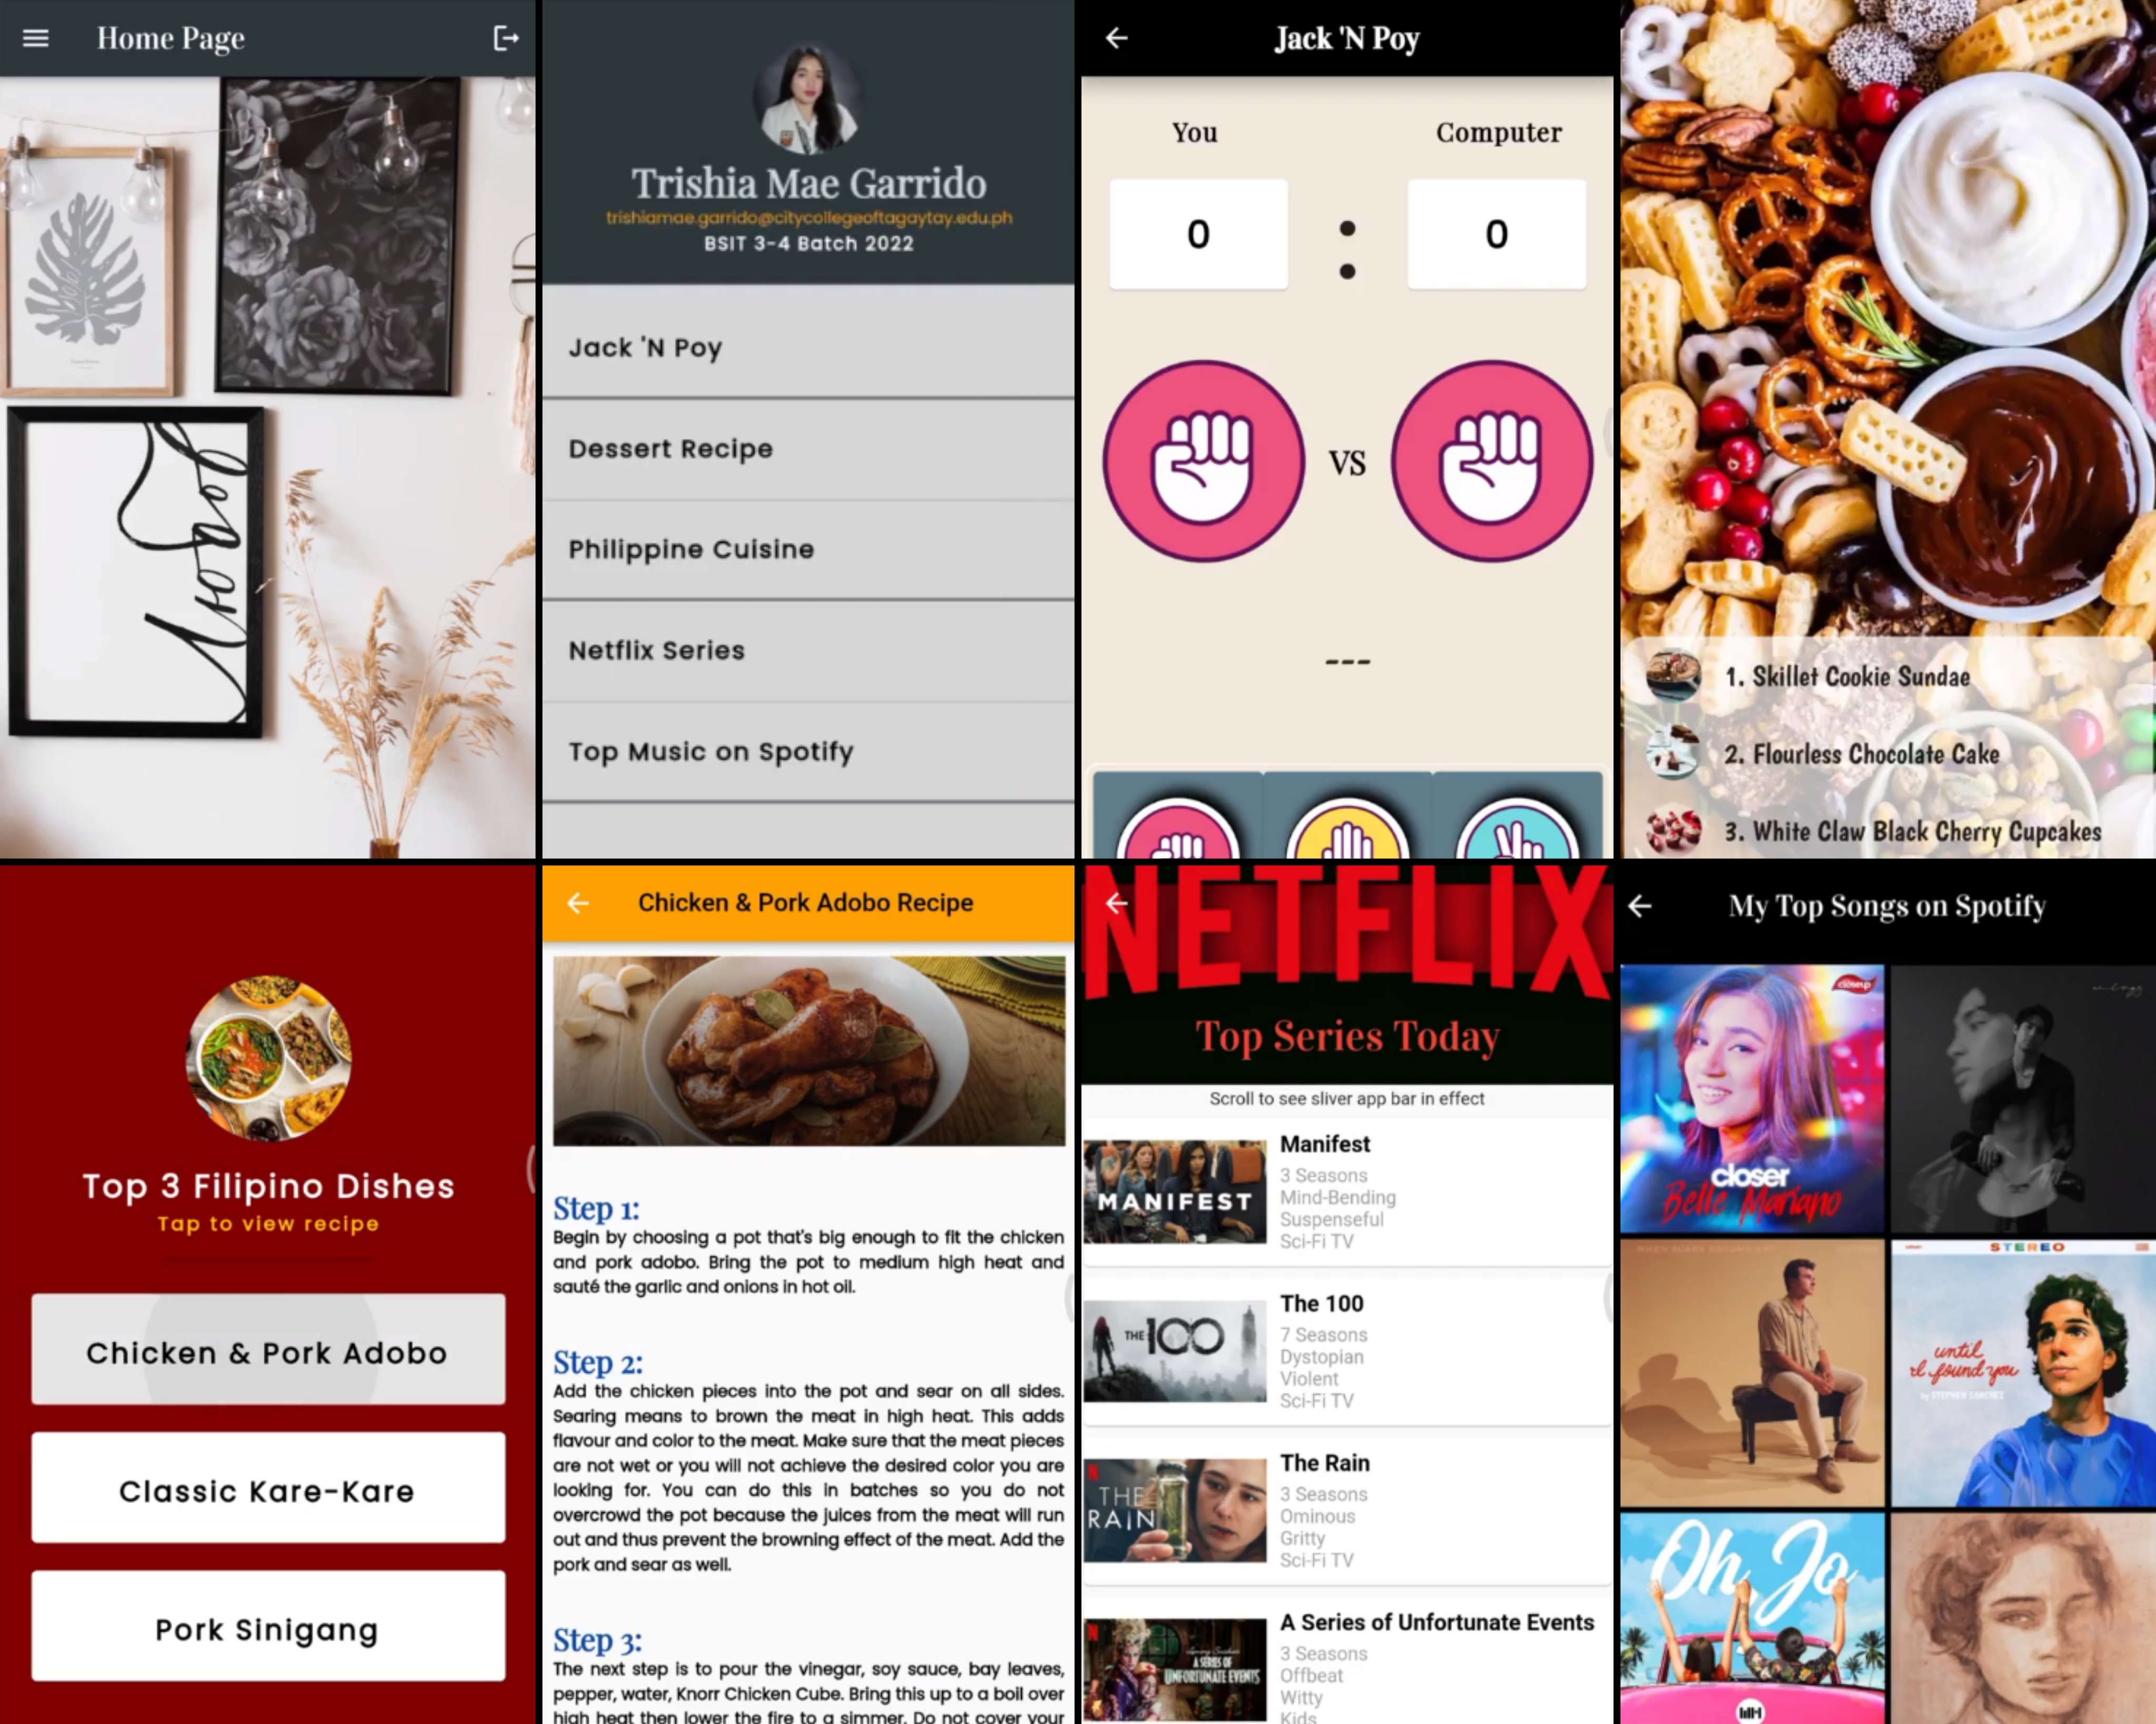 Home Page
Trishia Mae Garrido
trishiamae.garrido@citycollegeoftagaytay.edu.ph
BSIT 3-4 Batch 2022
Jack 'N Poy
Dessert Recipe
Philippine Cuisine
Netflix Series
Top Music on Spotify
Jack 'N Poy
You
Computer
0
:
0
VS
---
1. Skillet Cookie Sundae
2. Flourless Chocolate Cake
3. White Claw Black Cherry Cupcakes
Top 3 Filipino Dishes
Tap to view recipe
Chicken & Pork Adobo
Classic Kare-Kare
Pork Sinigang
Chicken & Pork Adobo Recipe
Step 1:
Begin by choosing a pot that's big enough to fit the chicken
and pork adobo. Bring the pot to medium high heat and
sauté the garlic and onions in hot oil.
Step 2:
Add the chicken pieces into the pot and sear on all sides.
Searing means to brown the meat in high heat. This adds
flavour and color to the meat. Make sure that the meat pieces
are not wet or you will not achieve the desired color you are
looking for. You can do this in batches so you do not
overcrowd the pot because the juices from the meat will run
out and thus prevent the browning effect of the meat. Add the
pork and sear as well.
Step 3:
The next step is to pour the vinegar, soy sauce, bay leaves,
pepper, water, Knorr Chicken Cube. Bring this up to a boil over
high heat then lower the fire to a simmer. Do not cover your
NETFLIX
Top Series Today
Scroll to see sliver app bar in effect
MANIFEST
Manifest
3 Seasons
Mind-Bending
Suspenseful
Sci-Fi TV
THE 100
The 100
7 Seasons
Dystopian
Violent
Sci-Fi TV
THE
RAIN
The Rain
3 Seasons
Ominous
Gritty
Sci-Fi TV
A SERIES OF
UNFORTUNATE EVENTS
A Series of Unfortunate Events
3 Seasons
Offbeat
Witty
Kids
My Top Songs on Spotify
closeup
closer
Belle Mariano
STEREO
until
I found you
by STEPHEN SANCHEZ
Oh, Jo